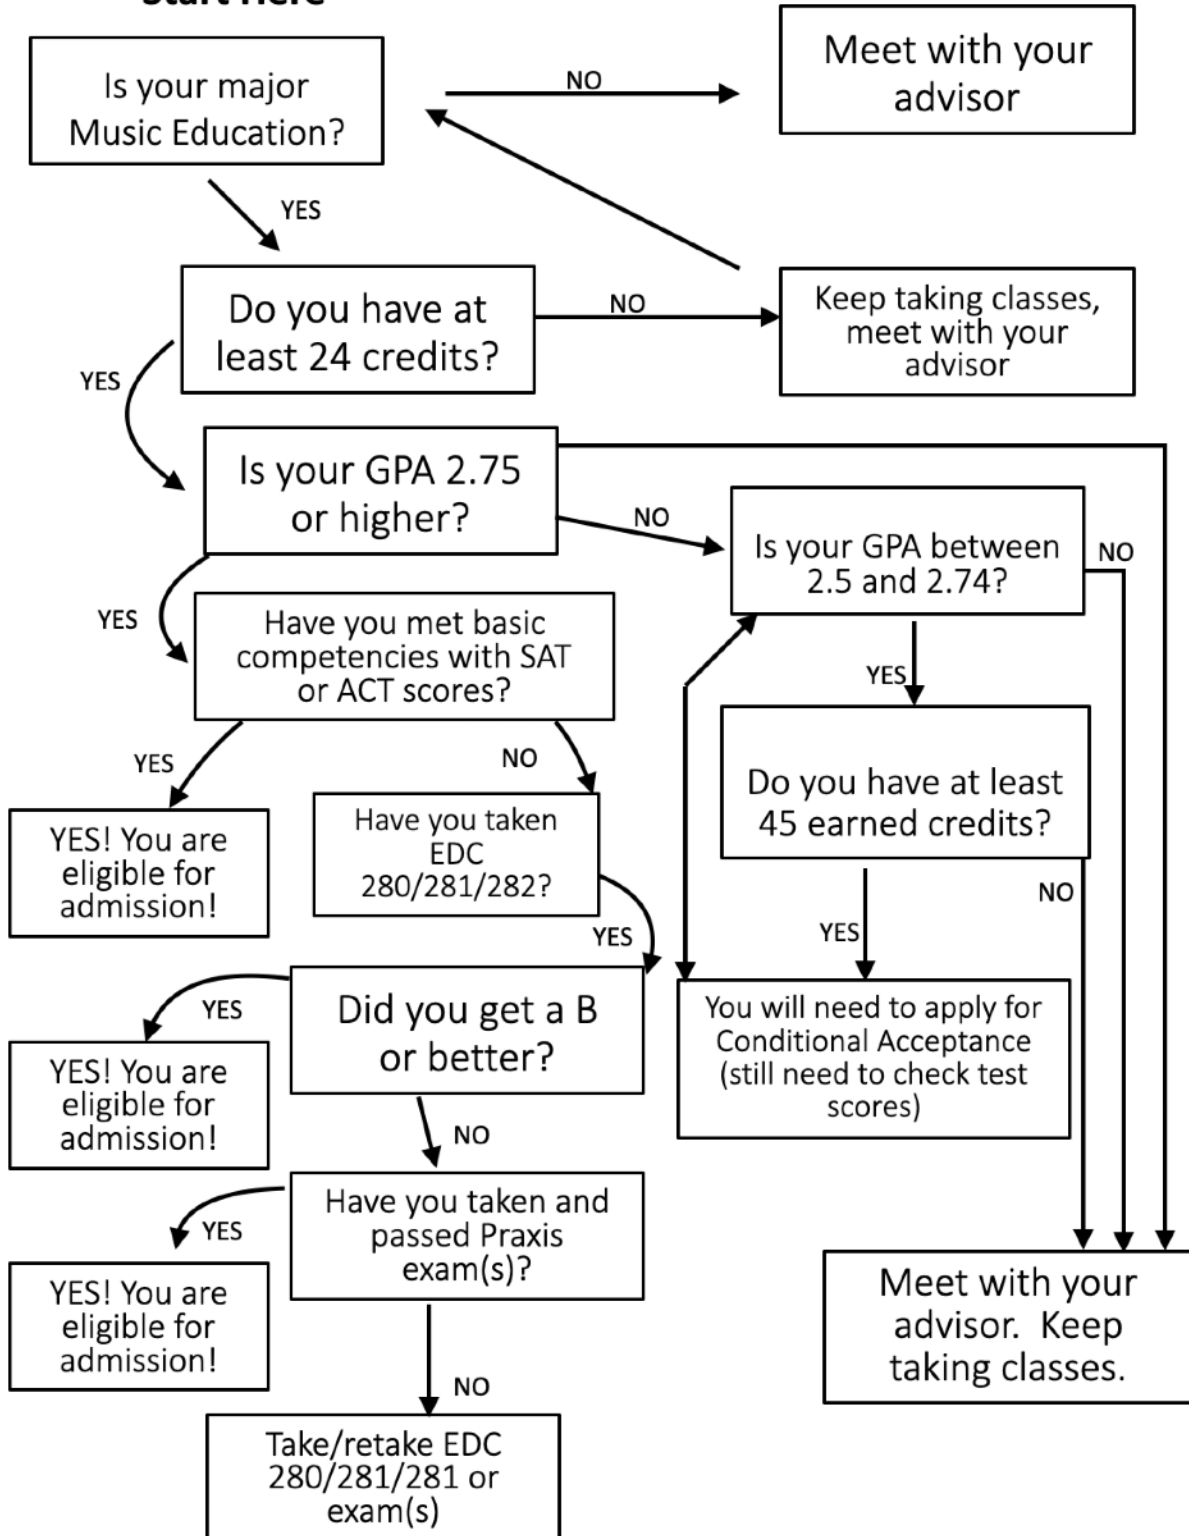 Start Here
Is your major
Music Education?
NO
Meet with your
advisor
YES
Do you have at
least 24 credits?
NO
Keep taking classes,
meet with your
advisor
YES
Is your GPA 2.75
or higher?
NO
Is your GPA between
2.5 and 2.74?
NO
YES
Have you met basic
competencies with SAT
or ACT scores?
YES
Do you have at least
45 earned credits?
YES
NO
YES! You are
eligible for
admission!
Have you taken
EDC
280/281/282?
NO
YES
YES
Did you get a B
or better?
You will need to apply for
Conditional Acceptance
(still need to check test
scores)
YES
YES! You are
eligible for
admission!
NO
Have you taken and
passed Praxis
exam(s)?
YES
YES! You are
eligible for
admission!
Meet with your
advisor. Keep
taking classes.
NO
Take/retake EDC
280/281/281 or
exam(s)